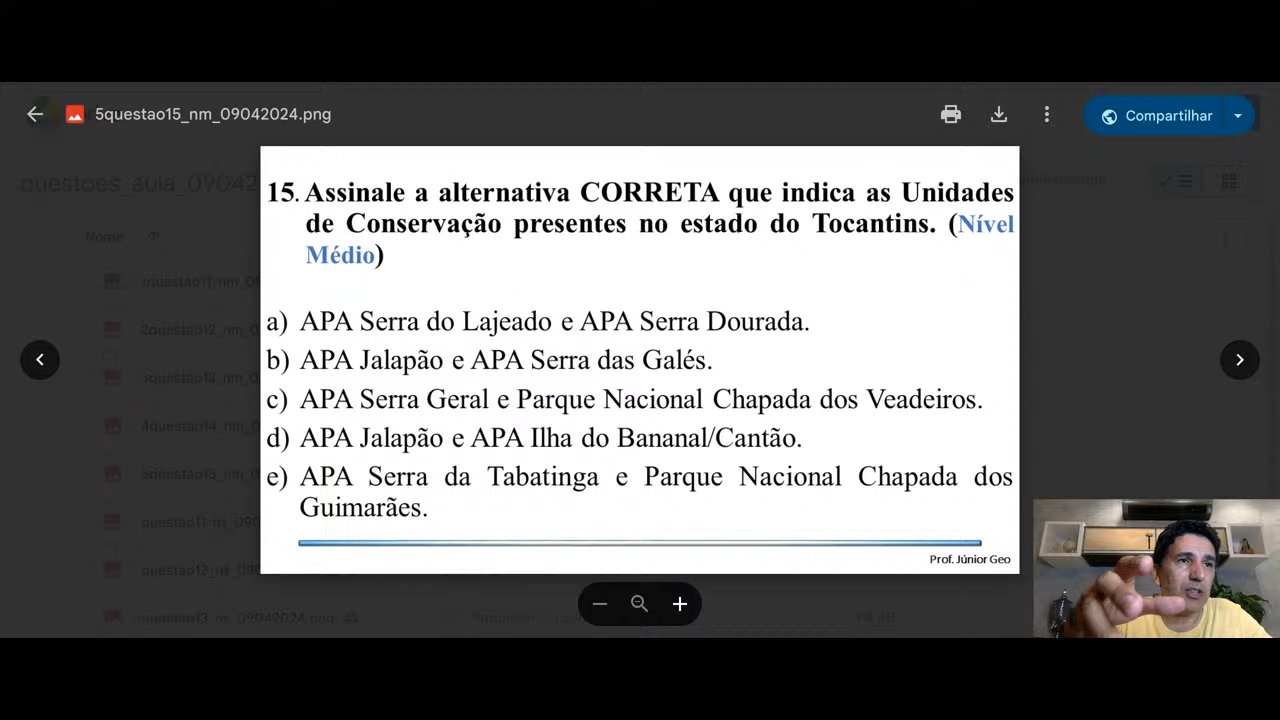 5questao15_nm_09042024.png
Compartilhar
questoes_aula_09042
Nome
15. Assinale a alternativa CORRETA que indica as Unidades
de Conservação presentes no estado do Tocantins. (Nível
Médio)
a) APA Serra do Lajeado e APA Serra Dourada.
b) APA Jalapão e APA Serra das Galés.
c) APA Serra Geral e Parque Nacional Chapada dos Veadeiros.
d) APA Jalapão e APA Ilha do Bananal/Cantão.
e) APA Serra da Tabatinga e Parque Nacional Chapada dos
Guimarães.
Prof. Júnior Geo